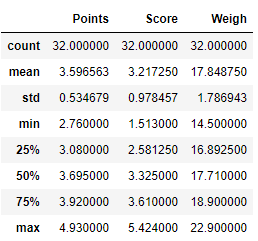 Points Score Weigh
count 32.000000 32.000000 32.000000
mean 3.596563 3.217250 17.848750
std 0.534679 0.978457 1.786943
min 2.760000 1.513000 14.500000
25% 3.080000 2.581250 16.892500
50% 3.695000 3.325000 17.710000
75% 3.920000 3.610000 18.900000
max 4.930000 5.424000 22.900000